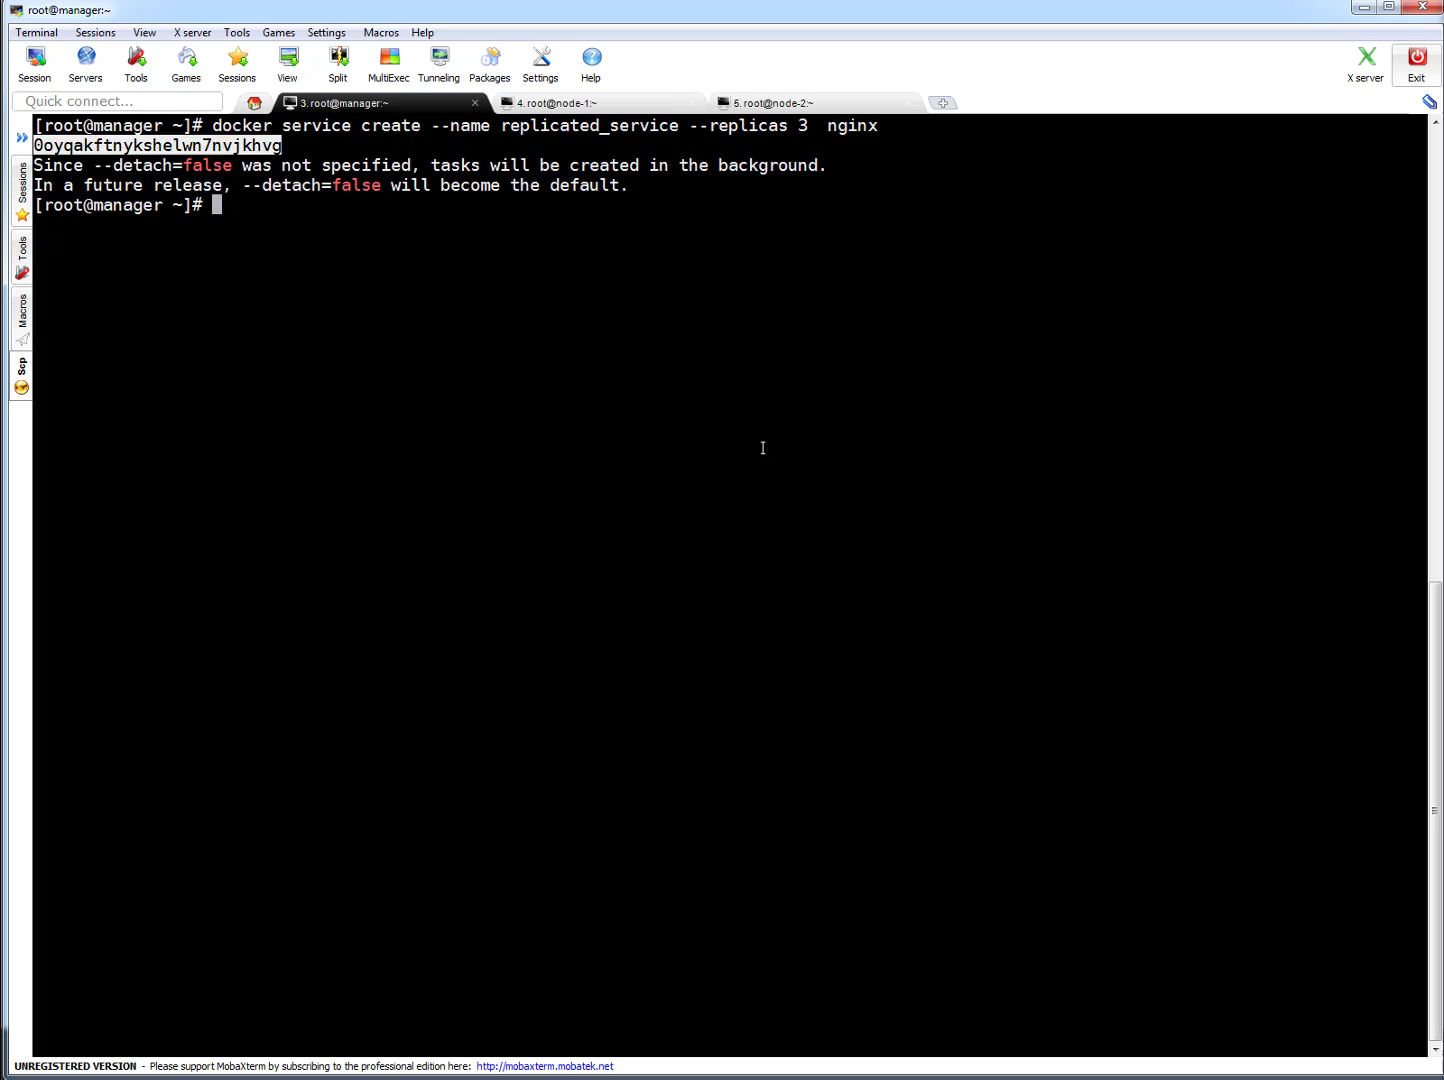 root@manager:~
Terminal Sessions View X server Tools Games Settings Macros Help
Session Servers Tools Games Sessions View Split MultiExec Tunneling Packages Settings Help X server Exit
Quick connect... 3. root@manager:~ 4. root@node-1:~ 5. root@node-2:~
[root@manager ~]# docker service create --name replicated_service --replicas 3  nginx
0oyqakftnykshelwn7nvjkhvg
Since --detach=false was not specified, tasks will be created in the background.
In a future release, --detach=false will become the default.
[root@manager ~]#
Sessions
Tools
Macros
Scp
UNREGISTERED VERSION - Please support MobaXterm by subscribing to the professional edition here: http://mobaxterm.mobatek.net